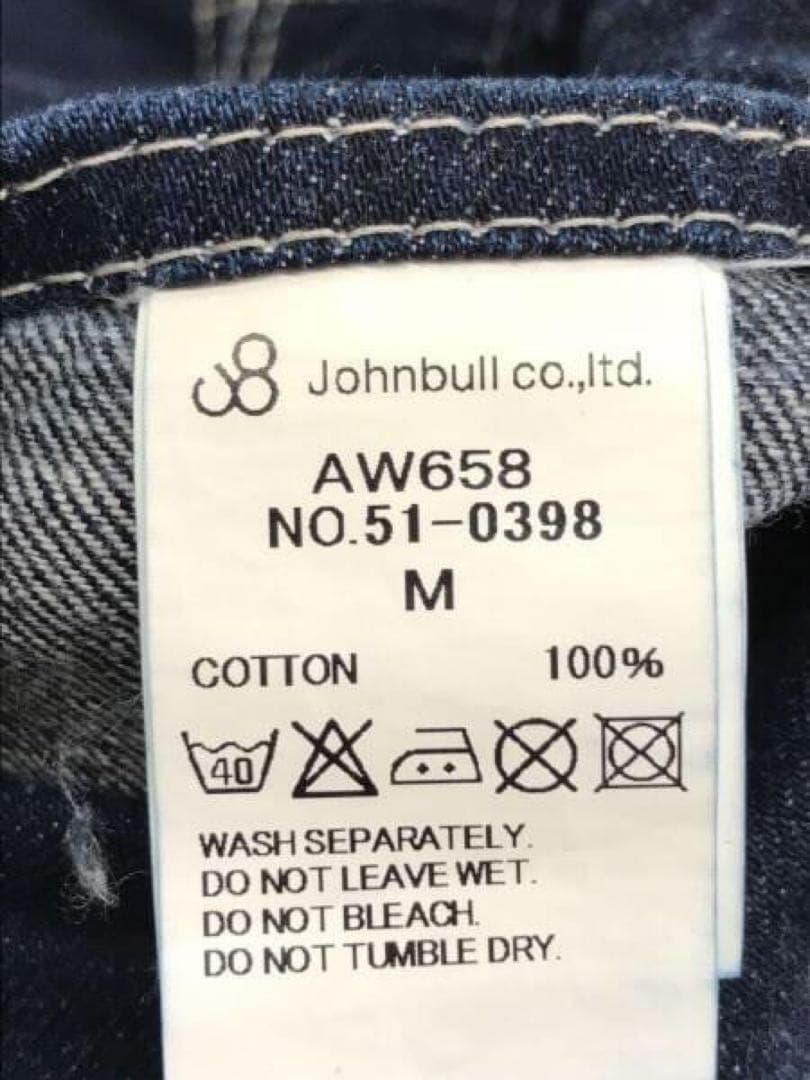 Johnbull co.,ltd.
AW658
NO.51-0398
M
COTTON 100%
40
WASH SEPARATELY.
DO NOT LEAVE WET.
DO NOT BLEACH.
DO NOT TUMBLE DRY.